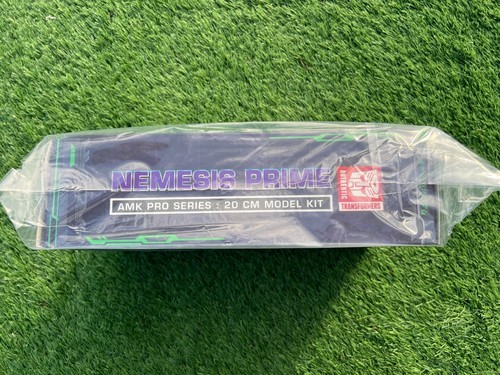 NEMESIS PRIME
AMK PRO SERIES : 20 CM MODEL KIT
AUTHENTIC
TRANSFORMERS